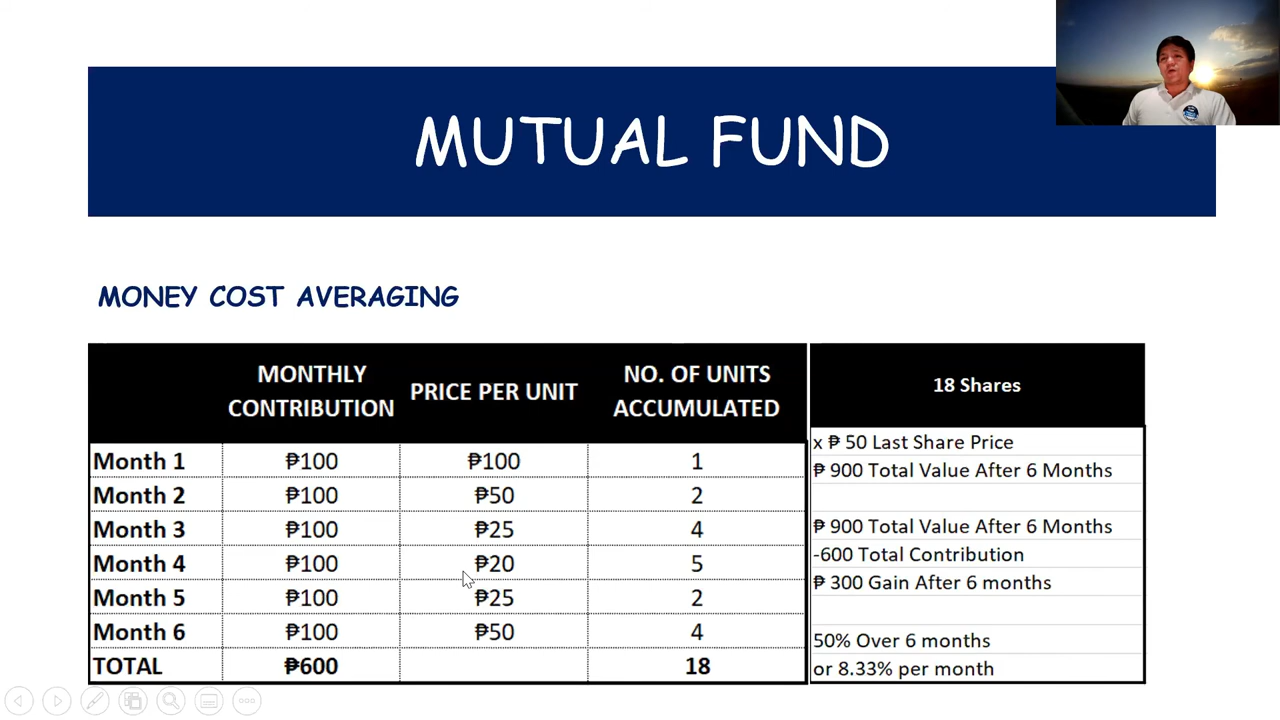 MUTUAL FUND
MONEY COST AVERAGING
MONTHLY CONTRIBUTION PRICE PER UNIT NO. OF UNITS ACCUMULATED
Month 1 ₱100 ₱100 1
Month 2 ₱100 ₱50 2
Month 3 ₱100 ₱25 4
Month 4 ₱100 ₱20 5
Month 5 ₱100 ₱25 2
Month 6 ₱100 ₱50 4
TOTAL ₱600 18
18 Shares
x ₱ 50 Last Share Price
₱ 900 Total Value After 6 Months
₱ 900 Total Value After 6 Months
-600 Total Contribution
₱ 300 Gain After 6 months
50% Over 6 months
or 8.33% per month